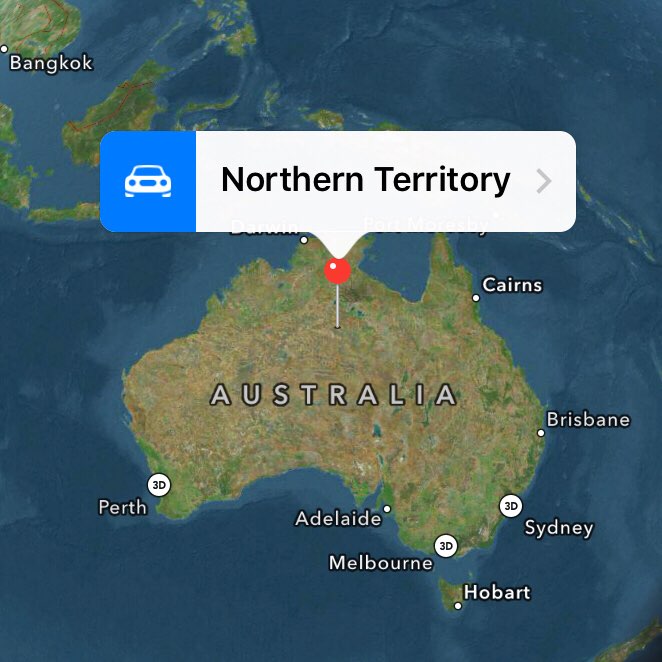 Bangkok
Northern Territory
Darwin
Port Moresby
Cairns
AUSTRALIA
Brisbane
3D
Perth
3D
Adelaide
Sydney
3D
Melbourne
Hobart